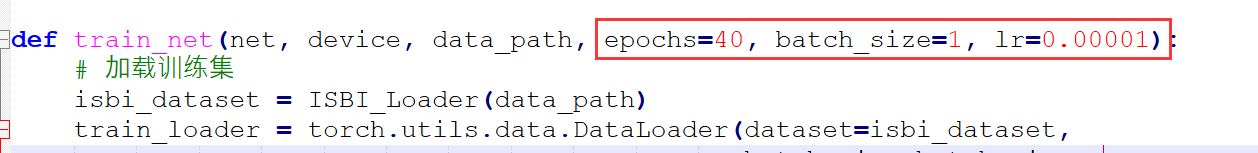 def train_net(net, device, data_path, epochs=40, batch_size=1, lr=0.00001):
# 加载训练集
isbi_dataset = ISBI_Loader(data_path)
train_loader = torch.utils.data.DataLoader(dataset=isbi_dataset,